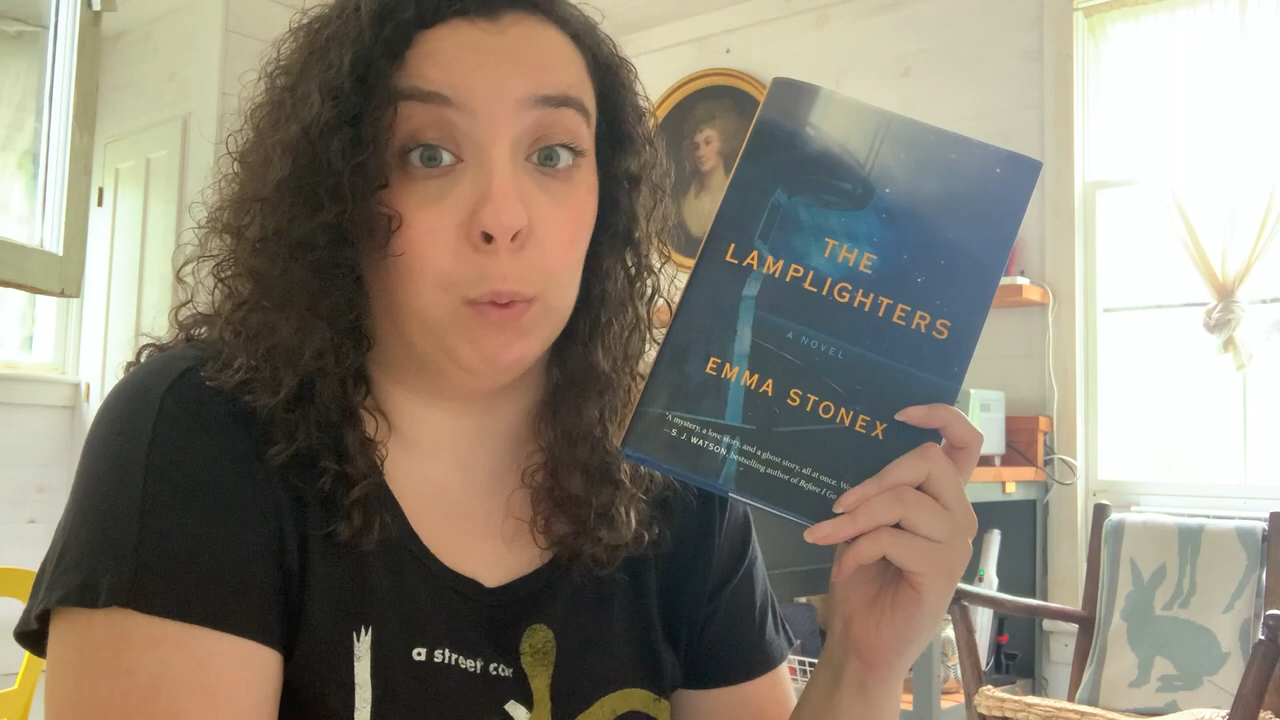 THE
LAMPLIGHTERS
A NOVEL
EMMA STONEX
"A mystery, a love story, and a ghost story, all at once.
—S. J. WATSON, bestselling author of Before I Go
a street car